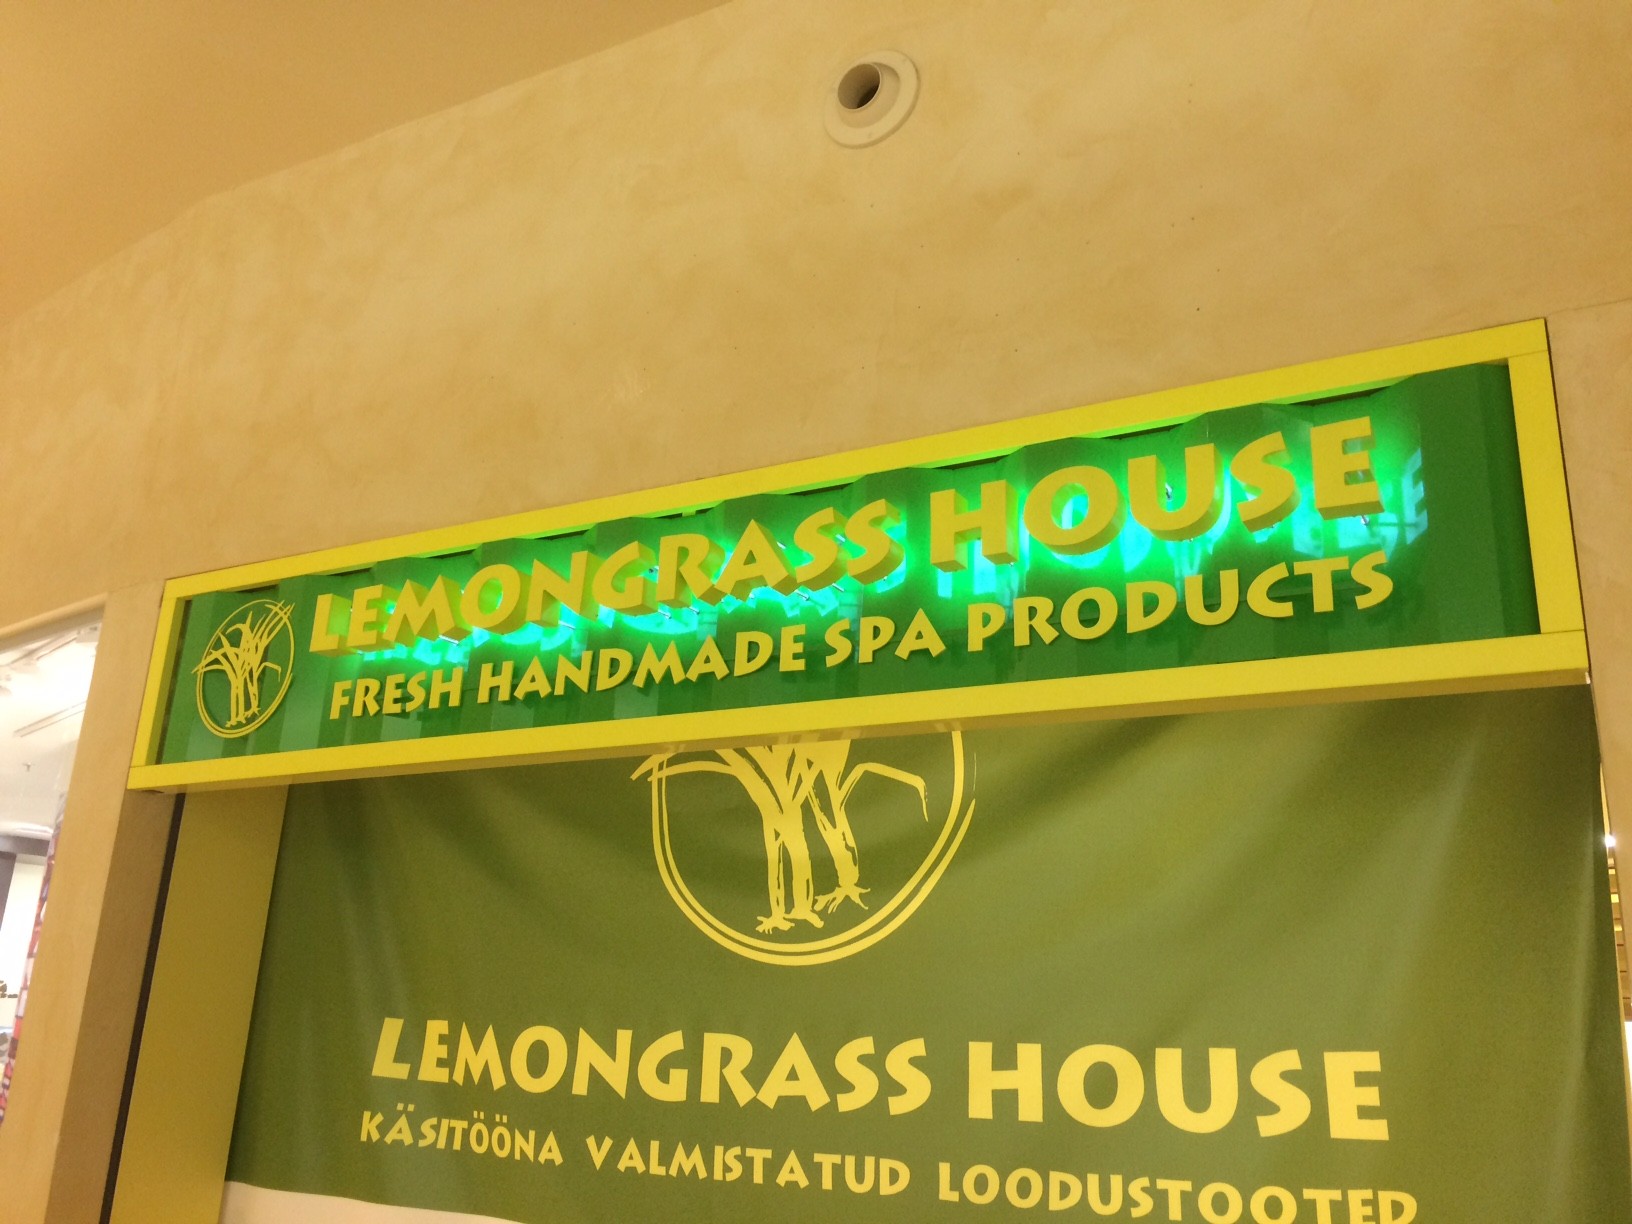 LEMONGRASS HOUSE
FRESH HANDMADE SPA PRODUCTS
LEMONGRASS HOUSE
KÄSITÖÖNA VALMISTATUD LOODUSTOOTED